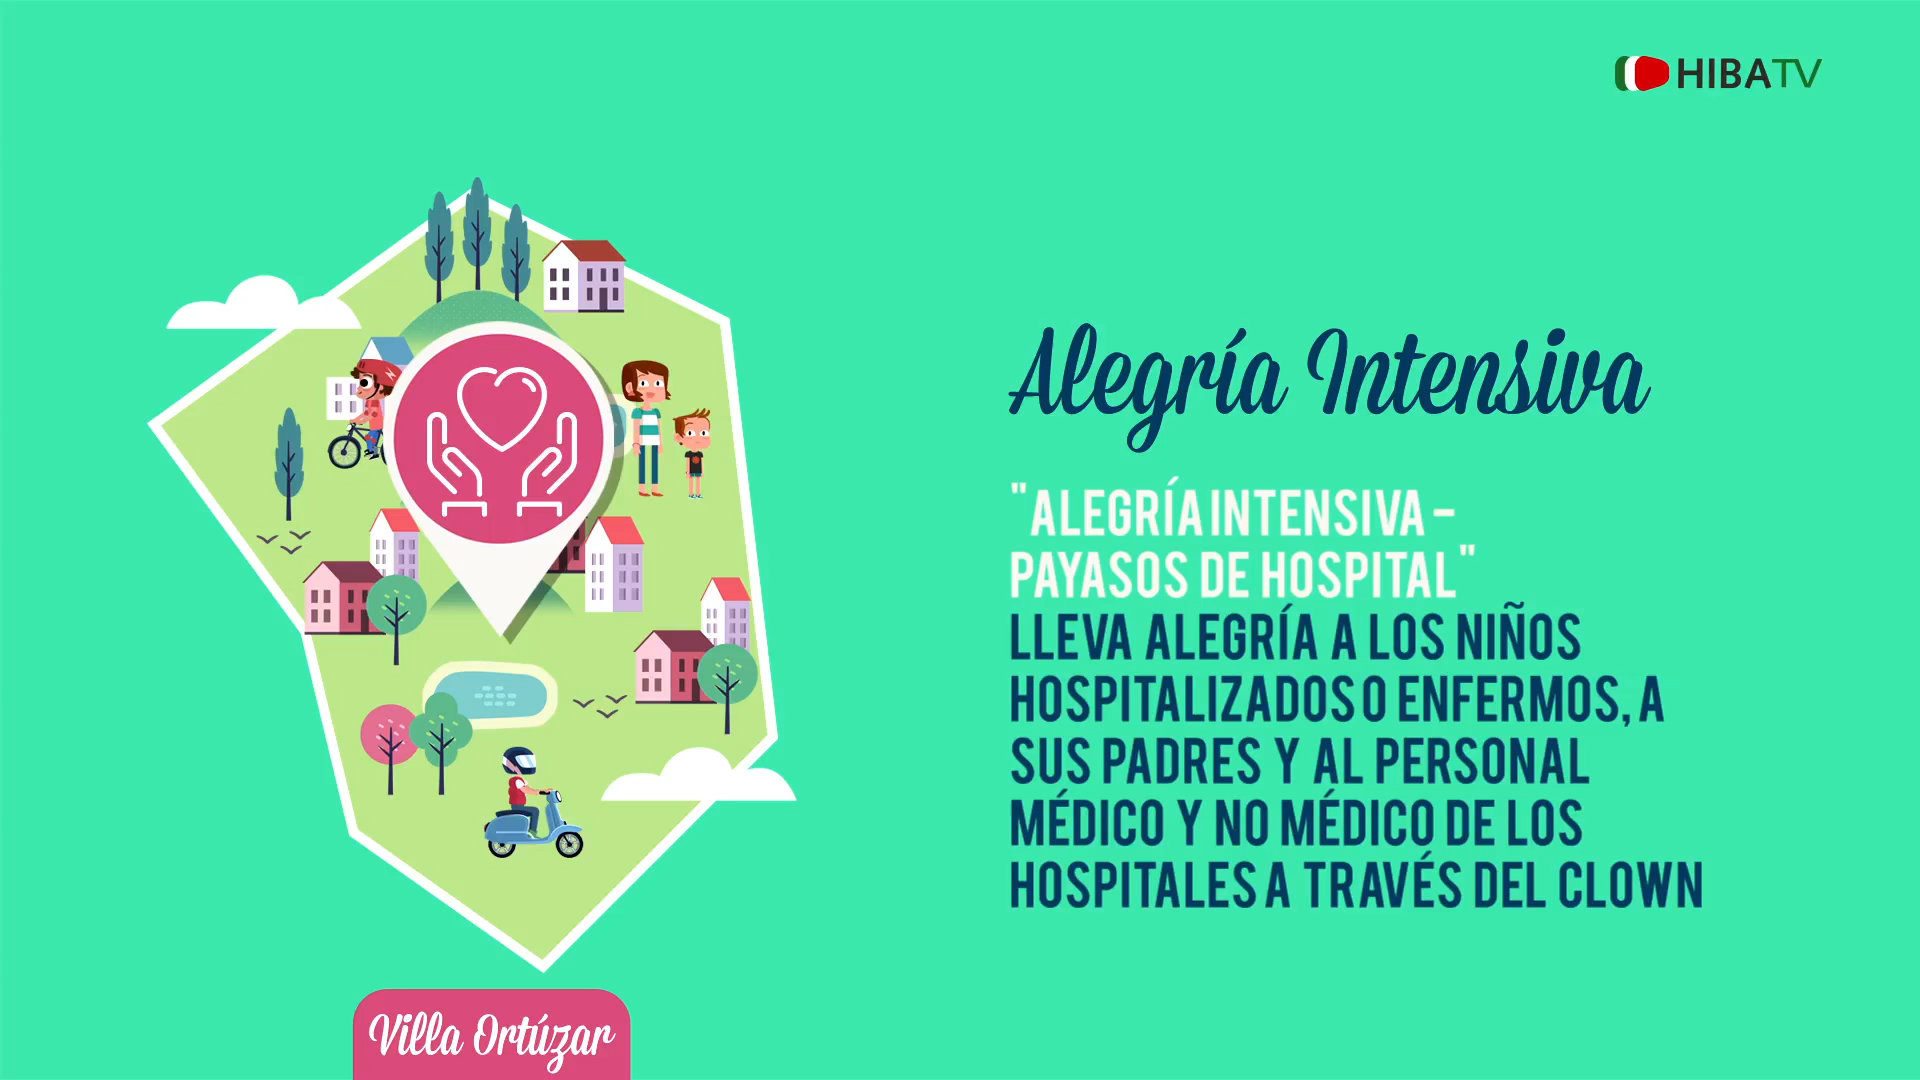 HIBATV
Alegría Intensiva
"ALEGRÍA INTENSIVA –
PAYASOS DE HOSPITAL"
LLEVA ALEGRÍA A LOS NIÑOS
HOSPITALIZADOS O ENFERMOS, A
SUS PADRES Y AL PERSONAL
MÉDICO Y NO MÉDICO DE LOS
HOSPITALES A TRAVÉS DEL CLOWN
Villa Ortúzar